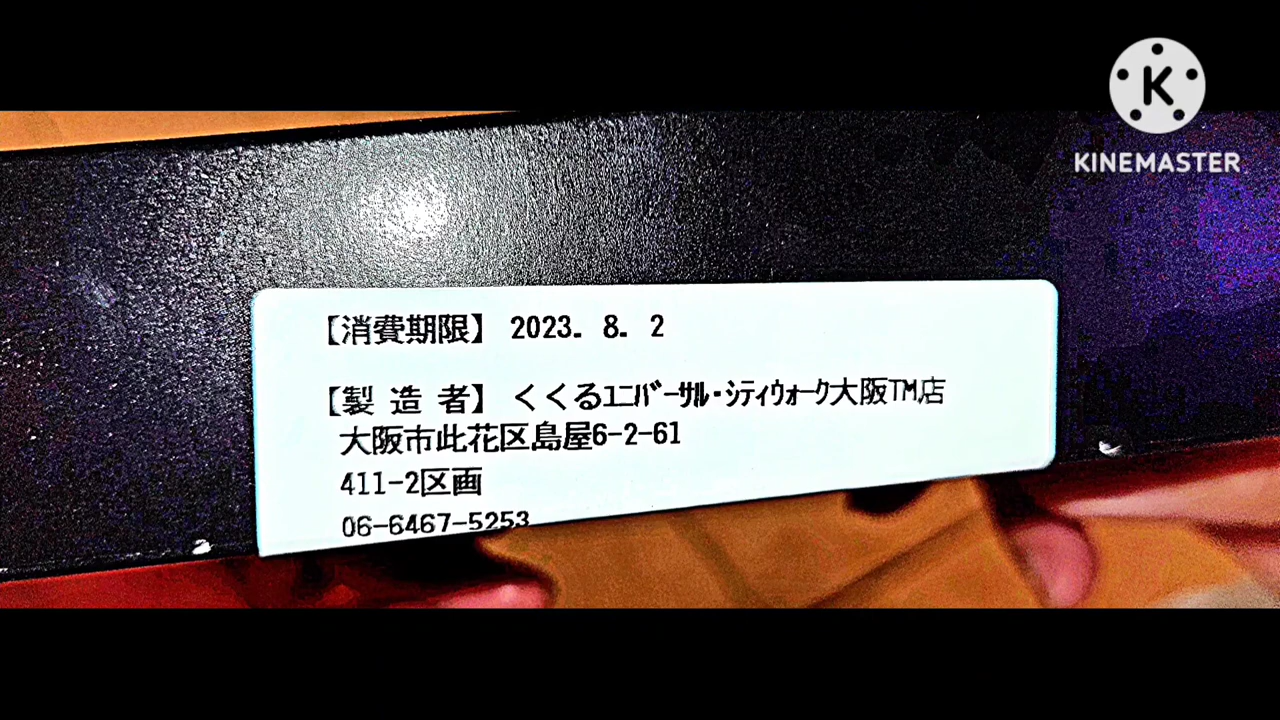 K
KINEMASTER
【消費期限】 2023. 8. 2
【製 造 者】 くくるﾕﾆﾊﾞｰｻﾙ・ｼﾃｨｳｫｰｸ大阪TM店
大阪市此花区島屋6-2-61
411-2区画
06-6467-5253